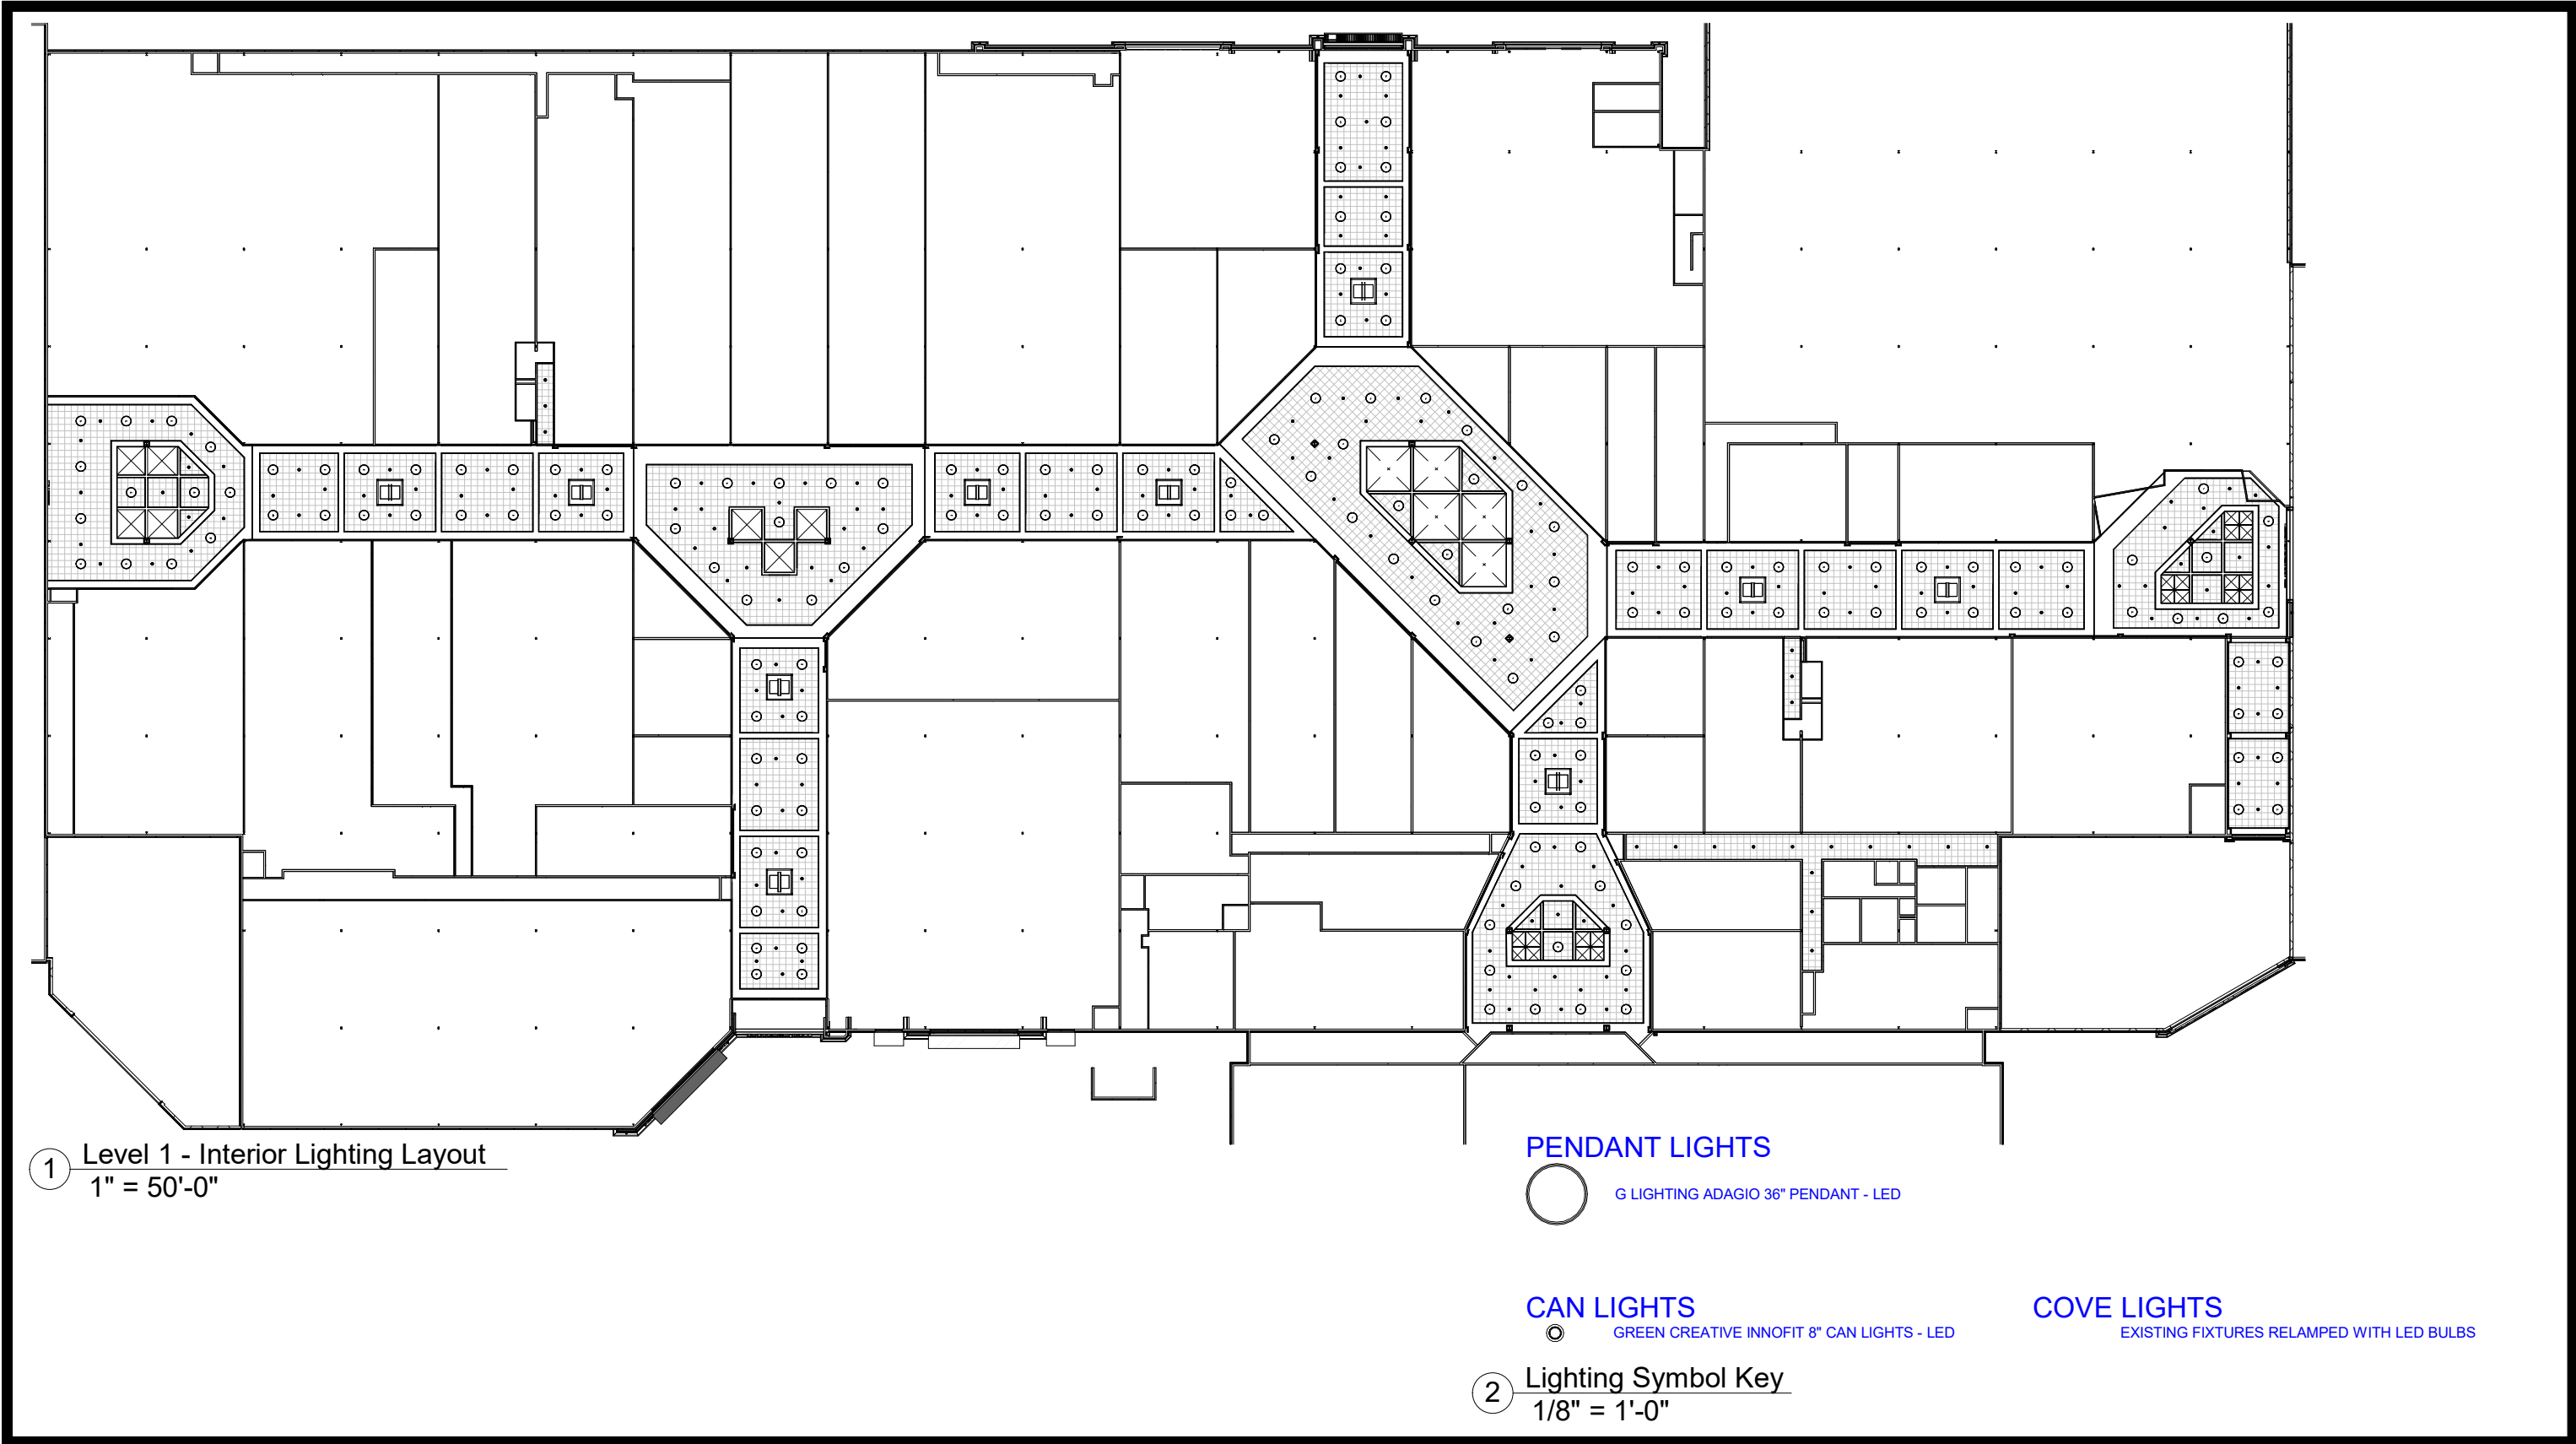 1
Level 1 - Interior Lighting Layout
1" = 50'-0"
PENDANT LIGHTS
G LIGHTING ADAGIO 36" PENDANT - LED
CAN LIGHTS
GREEN CREATIVE INNOFIT 8" CAN LIGHTS - LED
COVE LIGHTS
EXISTING FIXTURES RELAMPED WITH LED BULBS
2
Lighting Symbol Key
1/8" = 1'-0"